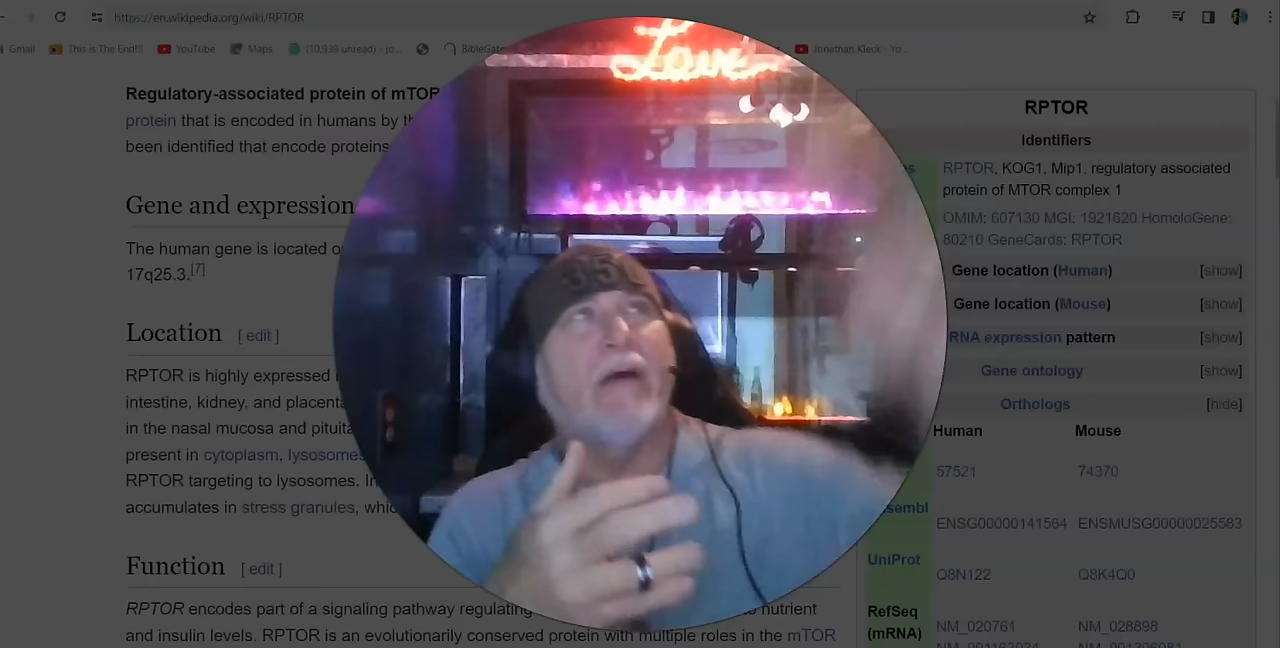 https://en.wikipedia.org/wiki/RPTOR
Gmail
This is The End!!!
YouTube
Maps
(10,939 unread) - jo...
BibleGate
Jonathan Kleck - Yo...
Love
Regulatory-associated protein of mTOR
protein that is encoded in humans by
been identified that encode proteins
Gene and expression
The human gene is located
17q25.3.[7]
Location [ edit ]
RPTOR is highly expressed
intestine, kidney, and
in the nasal mucosa and
present in cytoplasm, lysosomes
RPTOR targeting to lysosomes.
accumulates in stress granules,
Function [ edit ]
RPTOR encodes part of a signaling pathway regulating
nutrient
and insulin levels. RPTOR is an evolutionarily conserved protein with multiple roles in the mTOR
RPTOR
Identifiers
RPTOR, KOG1, Mip1, regulatory associated
protein of MTOR complex 1
OMIM: 607130 MGI: 1921620 HomoloGene:
80210 GeneCards: RPTOR
Gene location (Human) [show]
Gene location (Mouse) [show]
RNA expression pattern [show]
Gene ontology [show]
Orthologs [hide]
Human Mouse
57521 74370
ENSG00000141564 ENSMUSG00000025583
UniProt
Q8N122 Q8K4Q0
RefSeq
(mRNA)
NM_020761 NM_028898